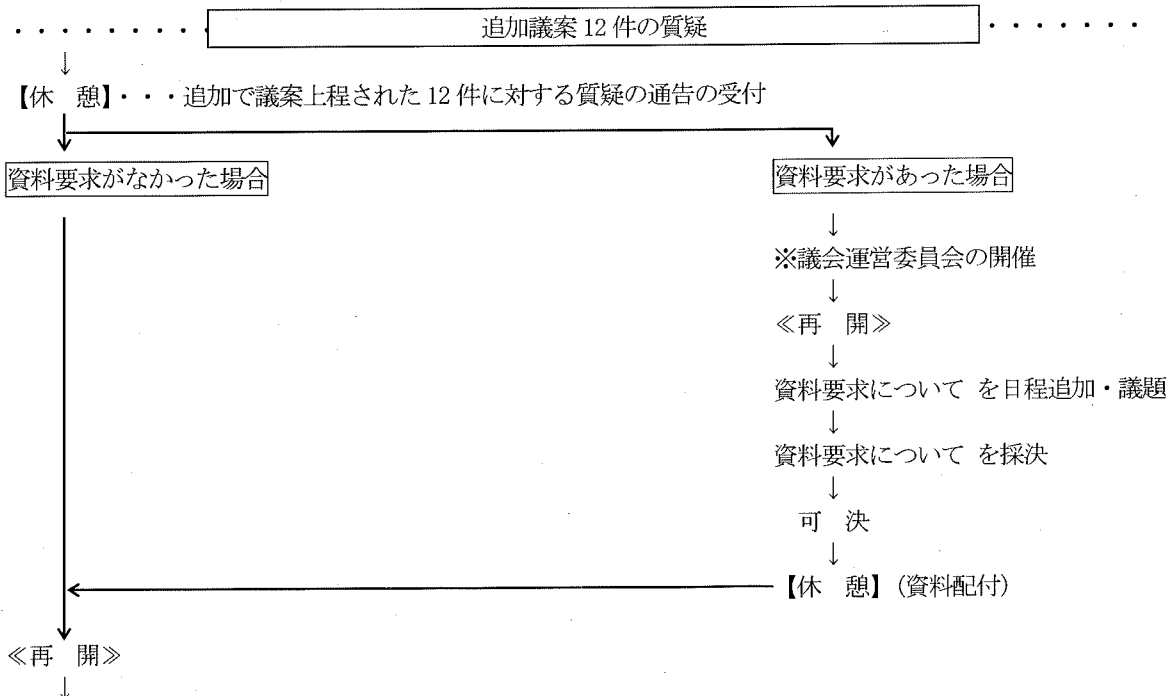 追加議案 12 件の質疑
【休　憩】・・・追加で議案上程された 12 件に対する質疑の通告の受付
資料要求がなかった場合
資料要求があった場合
※議会運営委員会の開催
≪再　開≫
資料要求について を日程追加・議題
資料要求について を採決
可　決
【休　憩】（資料配付）
≪再　開≫